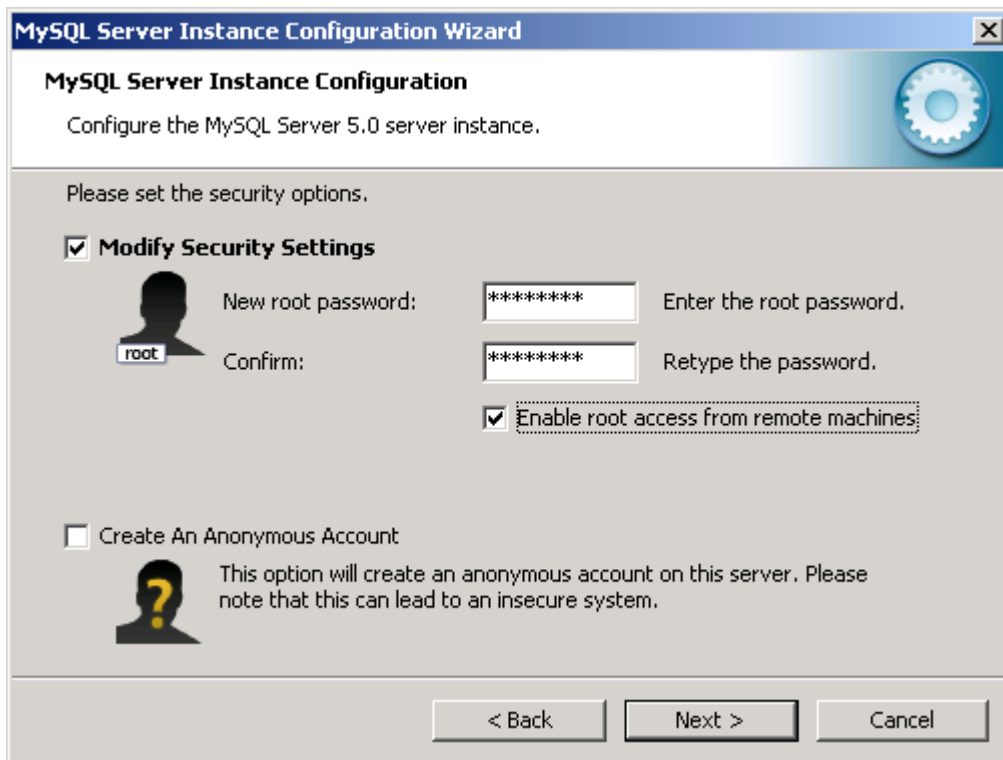 MySQL Server Instance Configuration Wizard
MySQL Server Instance Configuration
Configure the MySQL Server 5.0 server instance.
Please set the security options.
Modify Security Settings
New root password: ******** Enter the root password.
root
Confirm: ******** Retype the password.
Enable root access from remote machines
Create An Anonymous Account
This option will create an anonymous account on this server. Please
note that this can lead to an insecure system.
< Back Next > Cancel